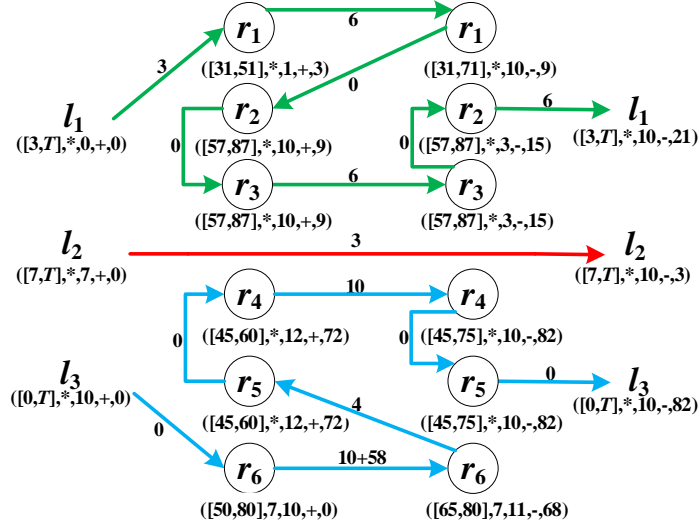 6
r1 r1
3 ([31,51],*,1,+,3) ([31,71],*,10,-,9)
0
l1 r2 r2 6 l1
([3,T],*,0,+,0) ([57,87],*,10,+,9) ([57,87],*,3,-,15) ([3,T],*,10,-,21)
0 0
r3 6 r3
([57,87],*,10,+,9) ([57,87],*,3,-,15)
l2 3 l2
([7,T],*,7,+,0) ([7,T],*,10,-,3)
r4 10 r4
([45,60],*,12,+,72) ([45,75],*,10,-,82)
0 0
l3 r5 r5 0 l3
([0,T],*,10,+,0) ([45,60],*,12,+,72) ([45,75],*,10,-,82) ([0,T],*,10,-,82)
4
0 r6 10+58 r6
([50,80],7,10,+,0) ([65,80],7,11,-,68)